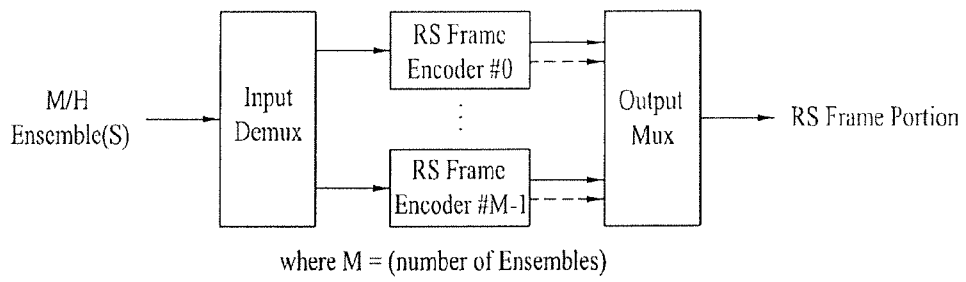 M/H
Ensemble(S)
Input
Demux
RS Frame
Encoder #0
RS Frame
Encoder #M-1
Output
Mux
RS Frame Portion
where M = (number of Ensembles)